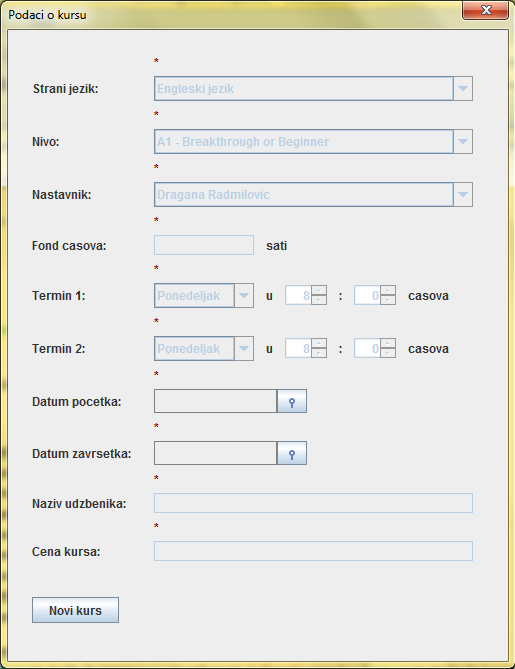 Podaci o kursu
*
Strani jezik: Engleski jezik
*
Nivo: A1 - Breakthrough or Beginner
*
Nastavnik: Dragana Radmilovic
*
Fond casova: sati
*
Termin 1: Ponedeljak u 8 : 0 casova
*
Termin 2: Ponedeljak u 8 : 0 casova
*
Datum pocetka:
*
Datum zavrsetka:
*
Naziv udzbenika:
*
Cena kursa:
Novi kurs